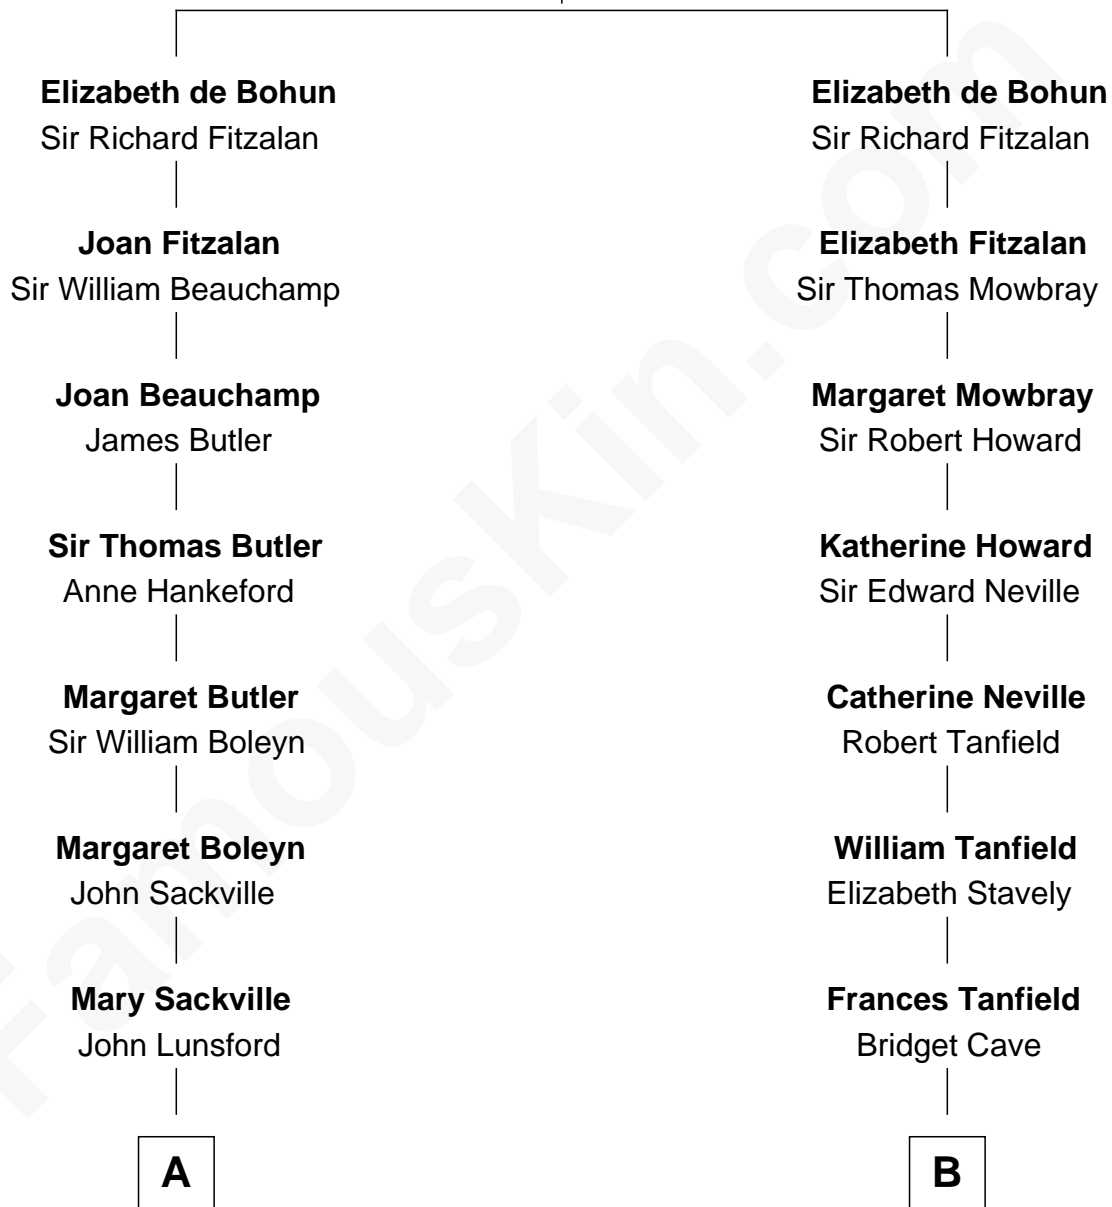 Elizabeth de Bohun
Sir Richard Fitzalan
Joan Fitzalan
Sir William Beauchamp
Joan Beauchamp
James Butler
Sir Thomas Butler
Anne Hankeford
Margaret Butler
Sir William Boleyn
Margaret Boleyn
John Sackville
Mary Sackville
John Lunsford
A
Elizabeth de Bohun
Sir Richard Fitzalan
Elizabeth Fitzalan
Sir Thomas Mowbray
Margaret Mowbray
Sir Robert Howard
Katherine Howard
Sir Edward Neville
Catherine Neville
Robert Tanfield
William Tanfield
Elizabeth Stavely
Frances Tanfield
Bridget Cave
B
FamousKin.com